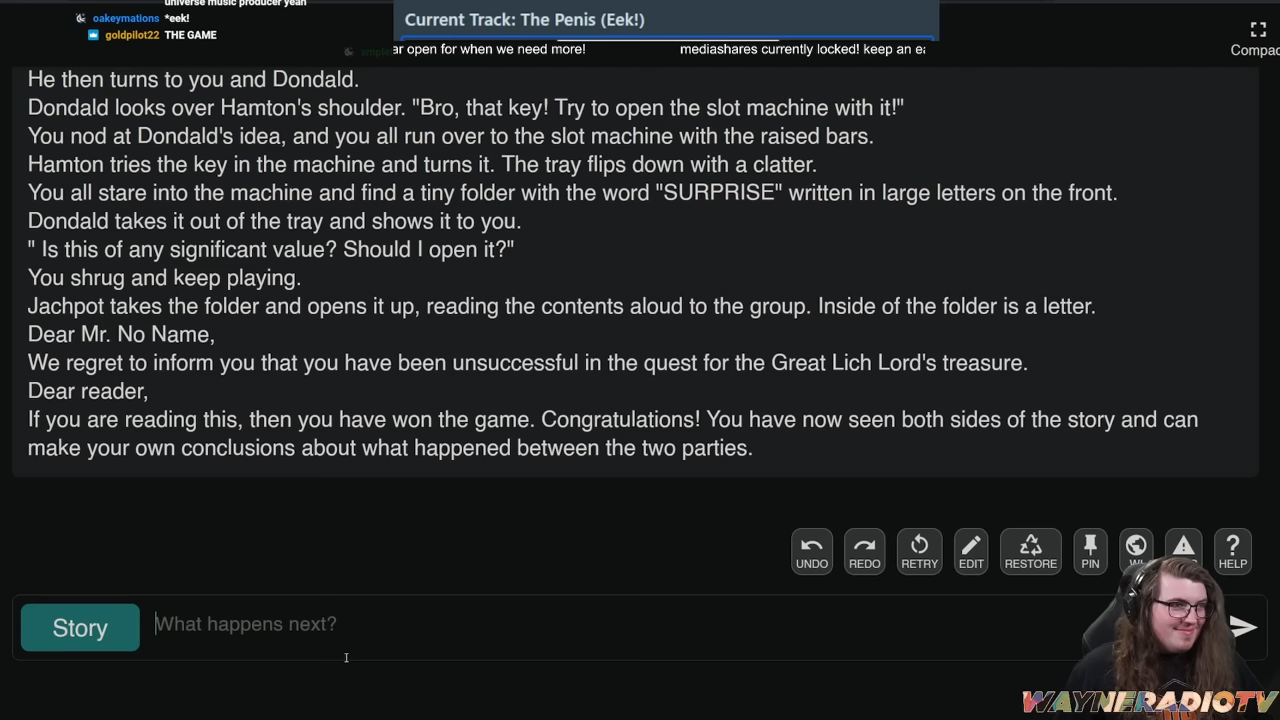 universe music producer yeah
oakeymations *eek!
goldpilot22 THE GAME
Current Track: The Penis (Eek!)
ar open for when we need more! mediashares currently locked! keep an ea
Compac
He then turns to you and Dondald.
Dondald looks over Hamton's shoulder. "Bro, that key! Try to open the slot machine with it!"
You nod at Dondald's idea, and you all run over to the slot machine with the raised bars.
Hamton tries the key in the machine and turns it. The tray flips down with a clatter.
You all stare into the machine and find a tiny folder with the word "SURPRISE" written in large letters on the front.
Dondald takes it out of the tray and shows it to you.
" Is this of any significant value? Should I open it?"
You shrug and keep playing.
Jachpot takes the folder and opens it up, reading the contents aloud to the group. Inside of the folder is a letter.
Dear Mr. No Name,
We regret to inform you that you have been unsuccessful in the quest for the Great Lich Lord's treasure.
Dear reader,
If you are reading this, then you have won the game. Congratulations! You have now seen both sides of the story and can
make your own conclusions about what happened between the two parties.
UNDO REDO RETRY EDIT RESTORE PIN HELP
Story What happens next?
WAYNERADIOTV